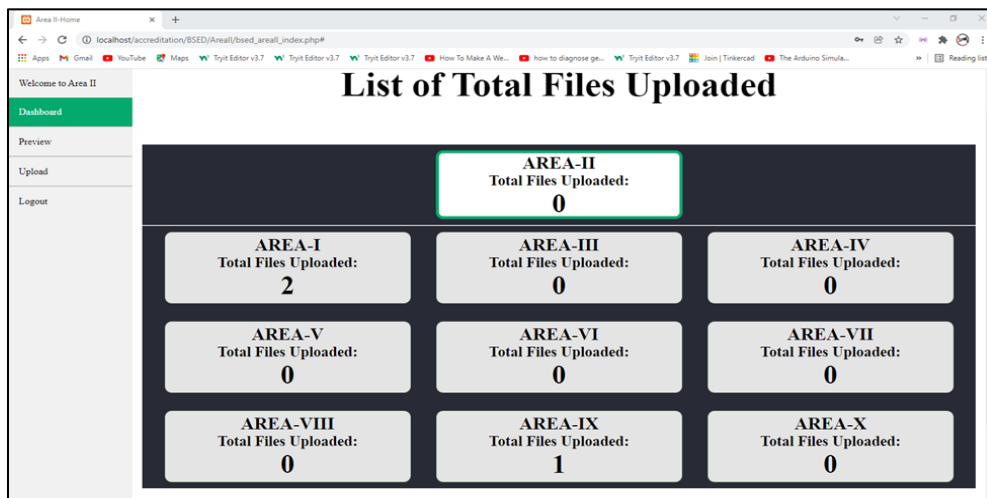 Area II-Home
localhost/accreditation/BSED/AreaII/bsed_areaII_index.php#
Apps Gmail YouTube Maps Tryit Editor v3.7 Tryit Editor v3.7 Tryit Editor v3.7 How To Make A We... how to diagnose ge... Tryit Editor v3.7 Join | Tinkercad The Arduino Simula... » Reading list
Welcome to Area II
Dashboard
Preview
Upload
Logout
List of Total Files Uploaded
AREA-II
Total Files Uploaded:
0
AREA-I
Total Files Uploaded:
2
AREA-III
Total Files Uploaded:
0
AREA-IV
Total Files Uploaded:
0
AREA-V
Total Files Uploaded:
0
AREA-VI
Total Files Uploaded:
0
AREA-VII
Total Files Uploaded:
0
AREA-VIII
Total Files Uploaded:
0
AREA-IX
Total Files Uploaded:
1
AREA-X
Total Files Uploaded:
0